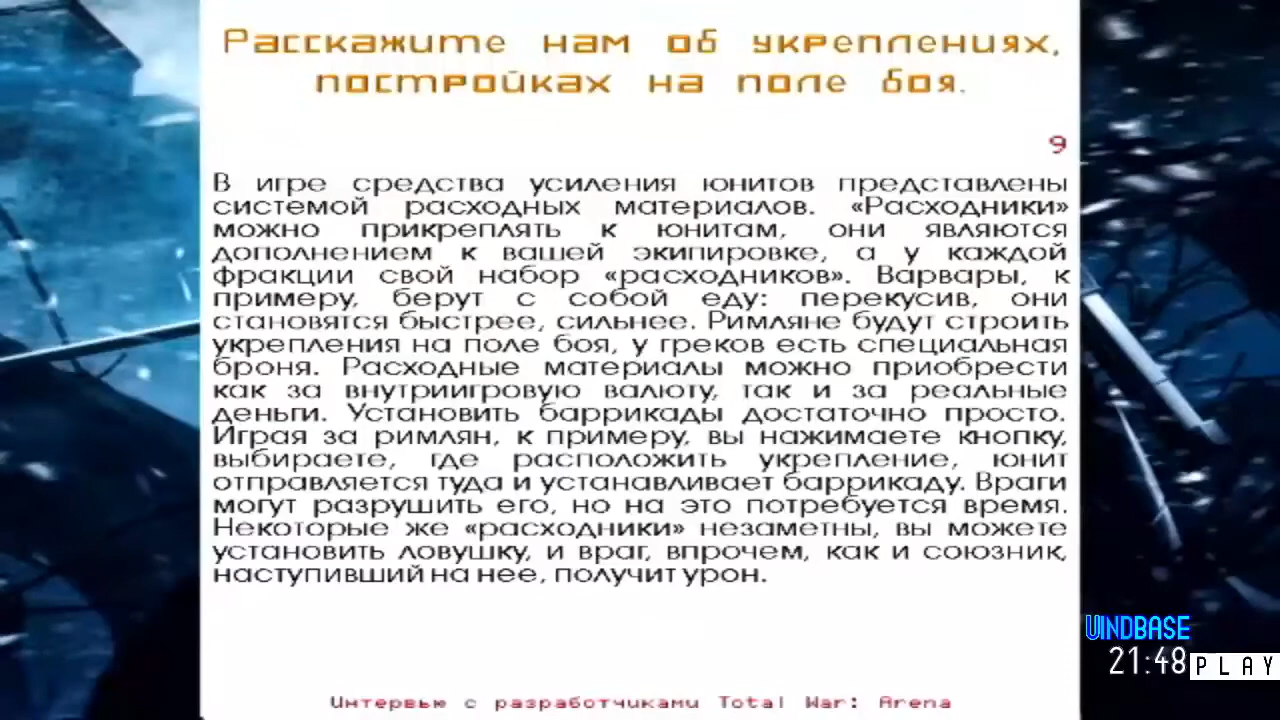 Расскажите нам об укреплениях,
постройках на поле боя.
9
В игре средства усиления юнитов представлены
системой расходных материалов. «Расходники»
можно прикреплять к юнитам, они являются
дополнением к вашей экипировке, а у каждой
фракции свой набор «расходников». Варвары, к
примеру, берут с собой еду: перекусив, они
становятся быстрее, сильнее. Римляне будут строить
укрепления на поле боя, у греков есть специальная
броня. Расходные материалы можно приобрести
как за внутриигровую валюту, так и за реальные
деньги. Установить баррикады достаточно просто.
Играя за римлян, к примеру, вы нажимаете кнопку,
выбираете, где расположить укрепление, юнит
отправляется туда и устанавливает баррикаду. Враги
могут разрушить его, но на это потребуется время.
Некоторые же «расходники» незаметны, вы можете
установить ловушку, и враг, впрочем, как и союзник,
наступивший на нее, получит урон.
UINDBASE
21:48 PLAY
Интервью с разработчиками Total War: Arena